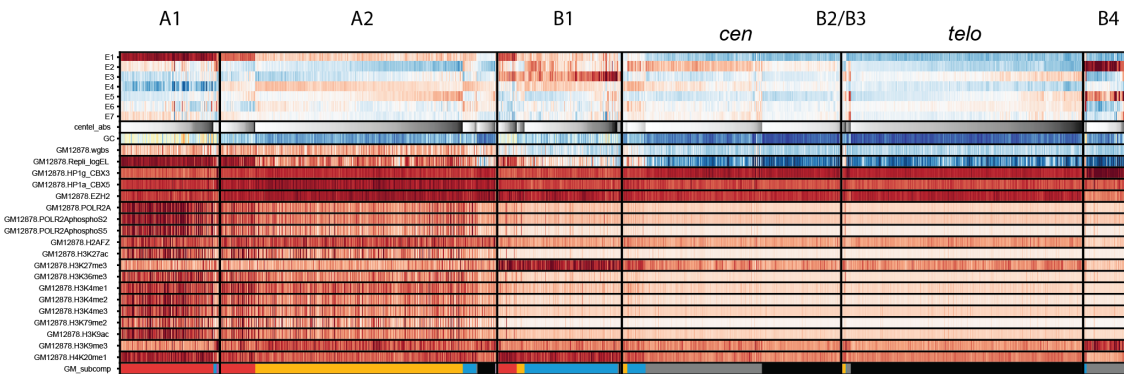 A1 A2 B1 B2/B3 B4
cen telo
E1
E2
E3
E4
E5
E6
E7
centel_abs
GC
GM12878.wgbs
GM12878.Repli_logEL
GM12878.HP1g_CBX3
GM12878.HP1a_CBX5
GM12878.EZH2
GM12878.POLR2A
GM12878.POLR2AphosphoS2
GM12878.POLR2AphosphoS5
GM12878.H2AFZ
GM12878.H3K27ac
GM12878.H3K27me3
GM12878.H3K36me3
GM12878.H3K4me1
GM12878.H3K4me2
GM12878.H3K4me3
GM12878.H3K79me2
GM12878.H3K9ac
GM12878.H3K9me3
GM12878.H4K20me1
GM_subcomp